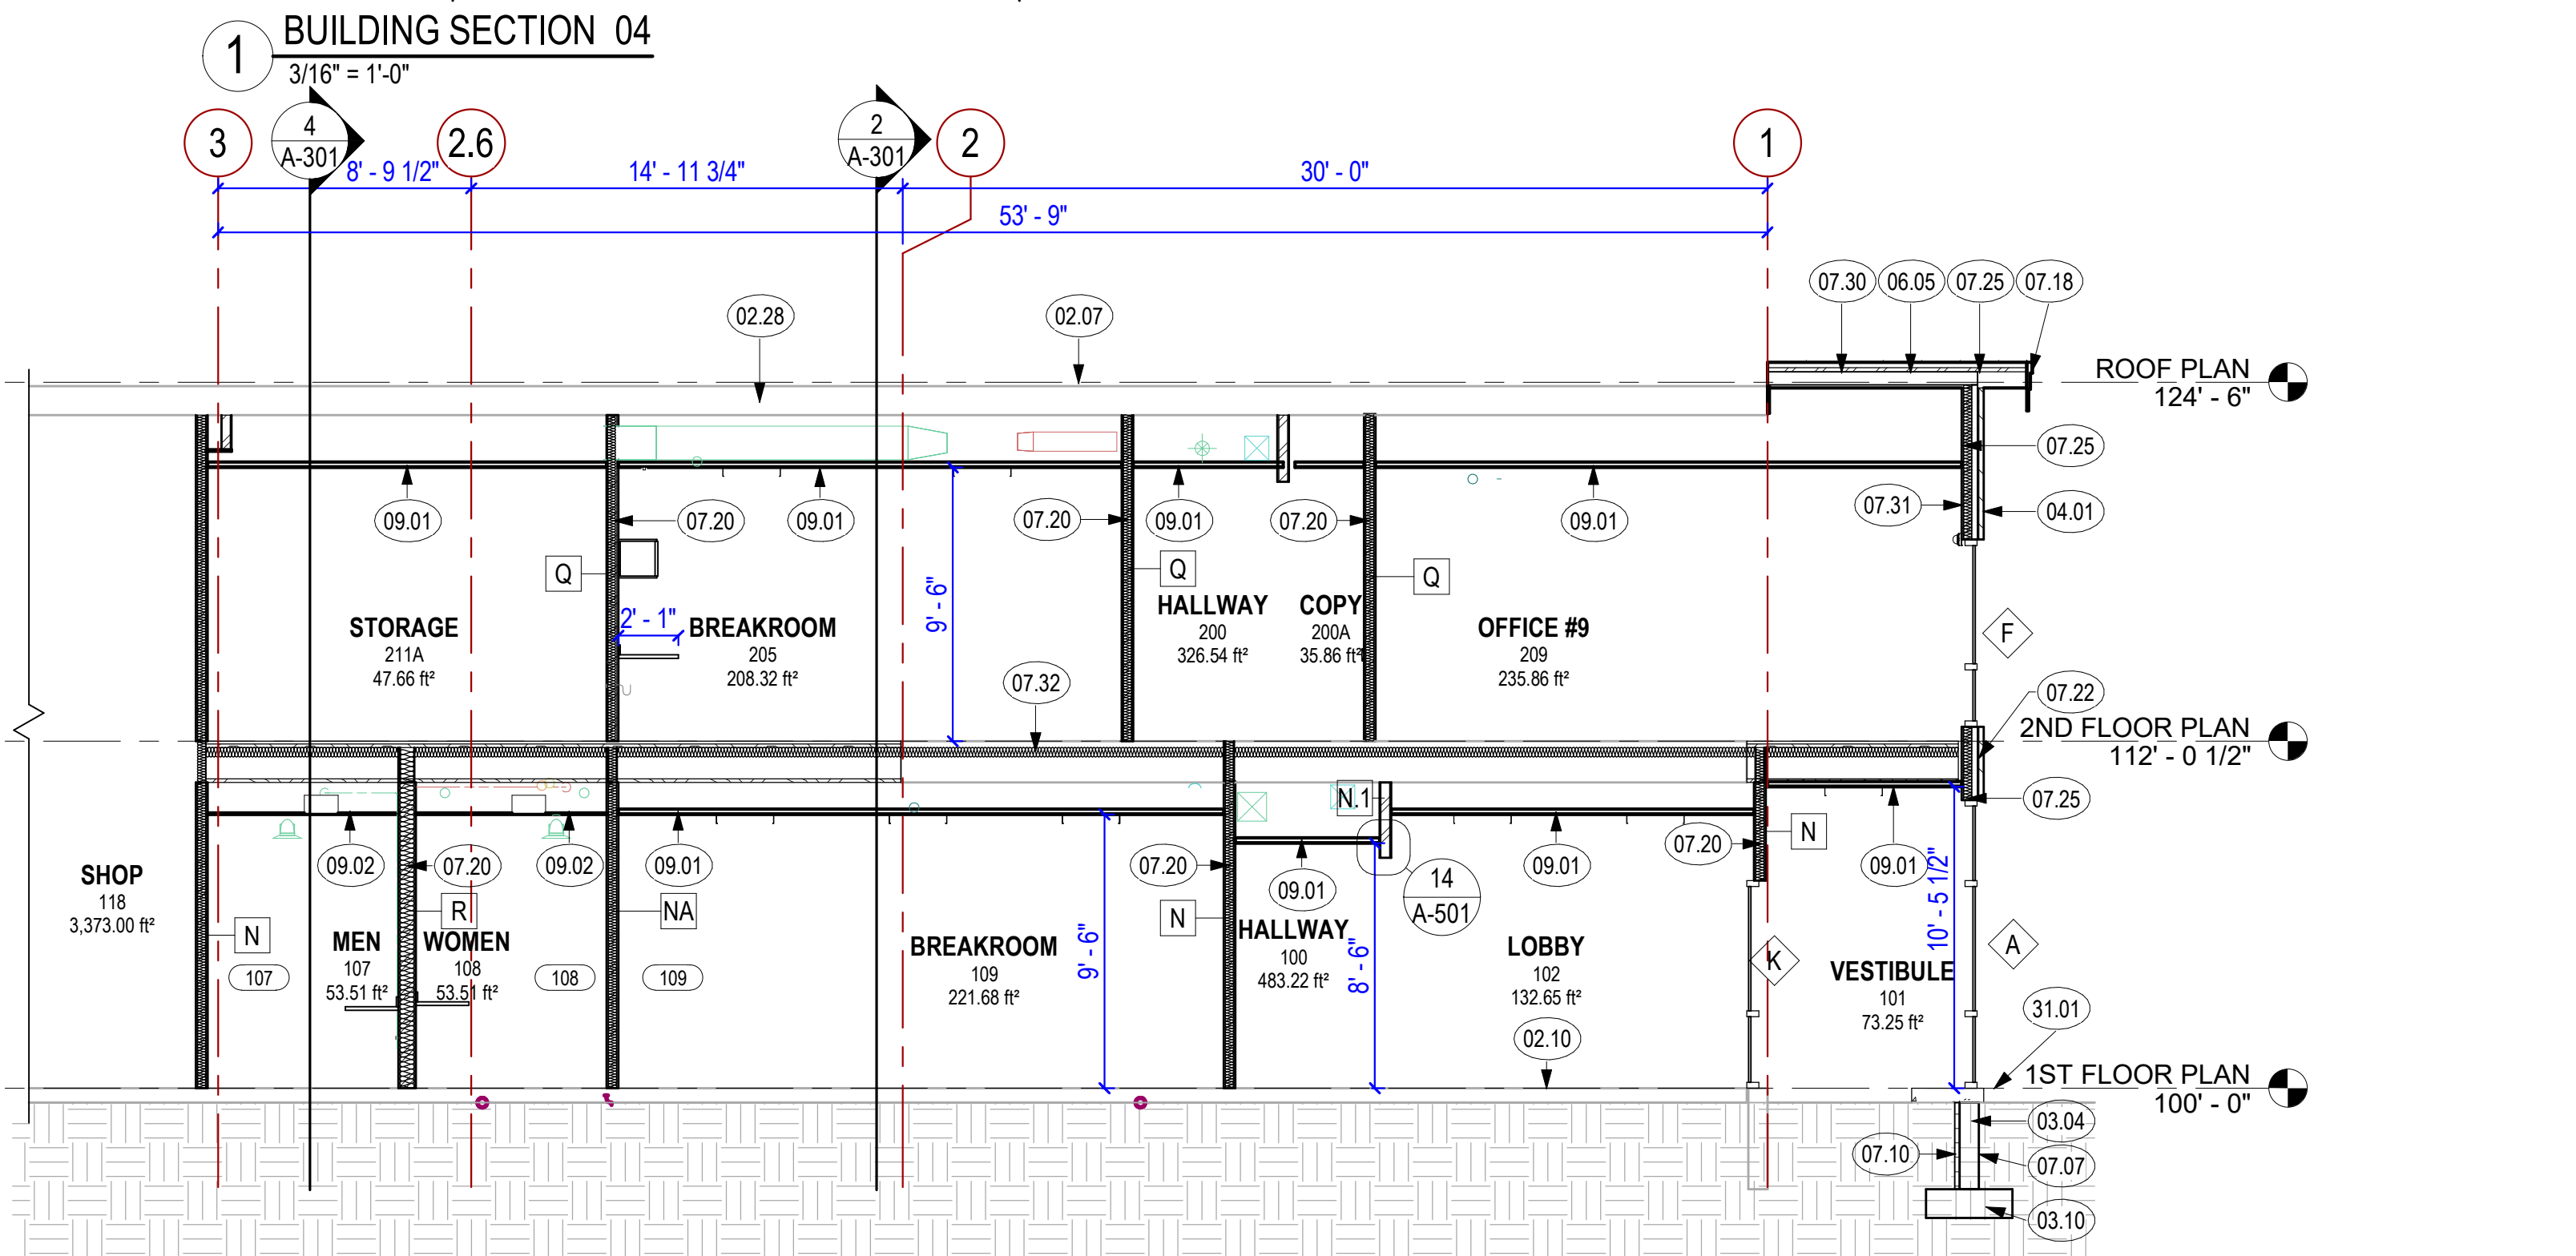 1
BUILDING SECTION 04
3/16" = 1'-0"
3
4
A-301
2.6
2
A-301
2
1
8' - 9 1/2"
14' - 11 3/4"
30' - 0"
53' - 9"
02.28
02.07
07.30
06.05
07.25
07.18
ROOF PLAN
124' - 6"
07.25
09.01
07.20
09.01
07.20
09.01
07.20
09.01
07.31
04.01
Q
Q
Q
9' - 6"
STORAGE
211A
47.66 ft²
2' - 1"
BREAKROOM
205
208.32 ft²
HALLWAY
200
326.54 ft²
COPY
200A
35.86 ft²
OFFICE #9
209
235.86 ft²
F
07.32
07.22
2ND FLOOR PLAN
112' - 0 1/2"
N.1
07.25
09.02
07.20
09.02
09.01
07.20
09.01
14
A-501
09.01
07.20
N
09.01
SHOP
118
3,373.00 ft²
N
R
NA
N
MEN
107
53.51 ft²
WOMEN
108
53.51 ft²
107
108
109
BREAKROOM
109
221.68 ft²
9' - 6"
HALLWAY
100
483.22 ft²
8' - 6"
LOBBY
102
132.65 ft²
K
VESTIBULE
101
73.25 ft²
10' - 5 1/2"
A
02.10
31.01
1ST FLOOR PLAN
100' - 0"
03.04
07.10
07.07
03.10